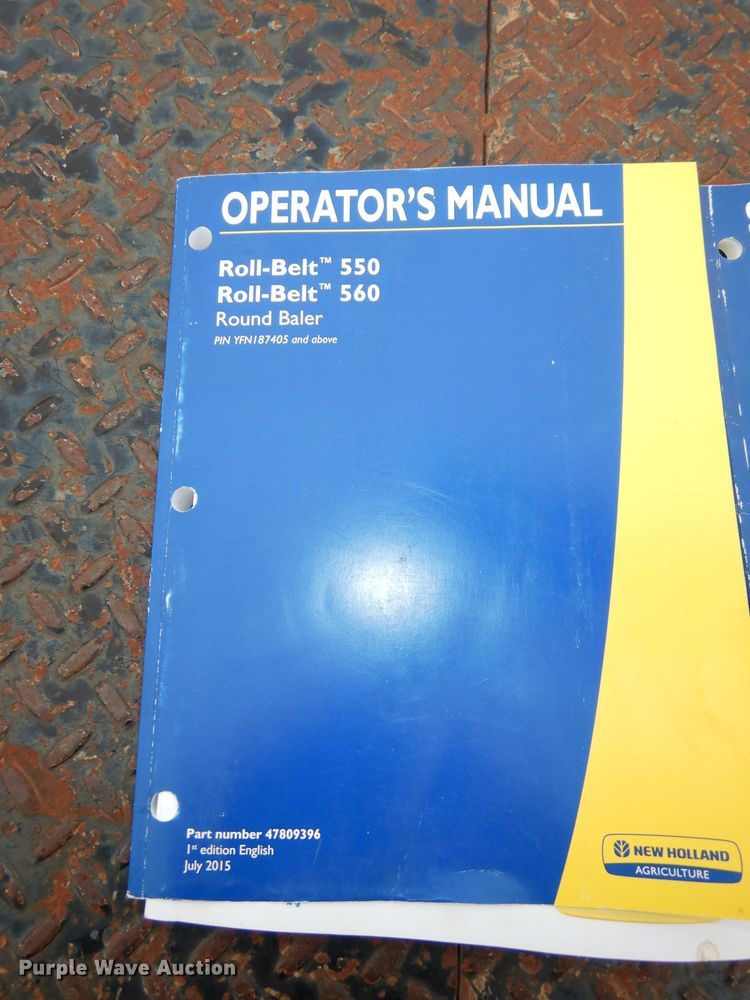 OPERATOR'S MANUAL
Roll-Belt™ 550
Roll-Belt™ 560
Round Baler
PIN YFN187405 and above
Part number 47809396
1st edition English
July 2015
NEW HOLLAND
AGRICULTURE
Purple Wave Auction